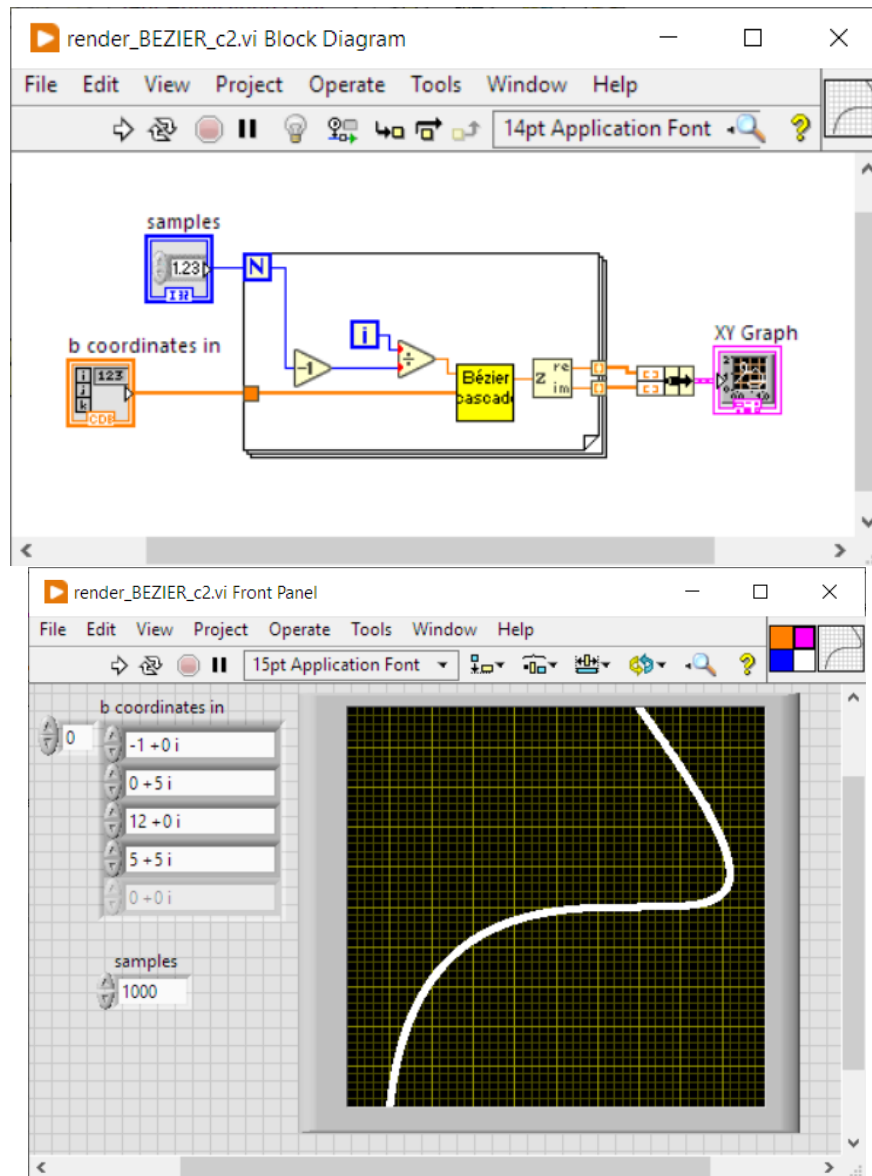 render_BEZIER_c2.vi Block Diagram
File Edit View Project Operate Tools Window Help
14pt Application Font
samples
1.23
I32
N
b coordinates in
i 123
j
k
CDB
-1
i
÷
Bézier
cascade
z re
im
XY Graph
render_BEZIER_c2.vi Front Panel
File Edit View Project Operate Tools Window Help
15pt Application Font
b coordinates in
0
-1 +0 i
0 +5 i
12 +0 i
5 +5 i
0 +0 i
samples
1000